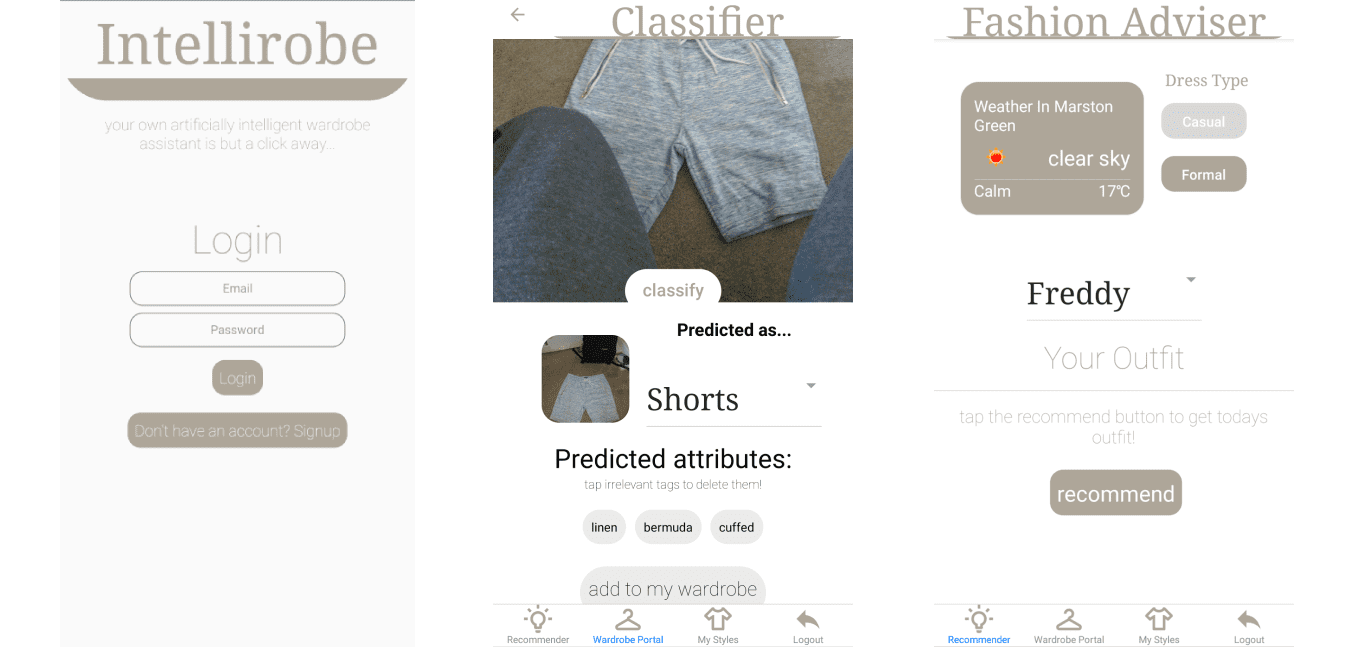 Intellirobe
your own artificially intelligent wardrobe
assistant is but a click away...
Login
Email
Password
Login
Don't have an account? Signup
Classifier
classify
Predicted as...
Shorts
Predicted attributes:
tap irrelevant tags to delete them!
linen bermuda cuffed
add to my wardrobe
Recommender Wardrobe Portal My Styles Logout
Fashion Adviser
Weather In Marston
Green
clear sky
Calm 17℃
Dress Type
Casual
Formal
Freddy
Your Outfit
tap the recommend button to get todays
outfit!
recommend
Recommender Wardrobe Portal My Styles Logout